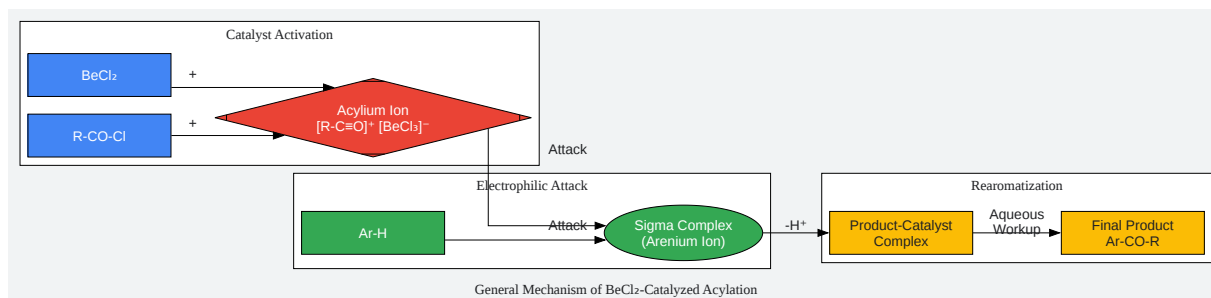 Catalyst Activation
BeCl₂
+
R-CO-Cl
+
Acylium Ion
[R-C≡O]⁺ [BeCl₃]⁻
Attack
Electrophilic Attack
Ar-H
Attack
Sigma Complex
(Arenium Ion)
-H⁺
Rearomatization
Product-Catalyst
Complex
Aqueous
Workup
Final Product
Ar-CO-R
General Mechanism of BeCl₂-Catalyzed Acylation